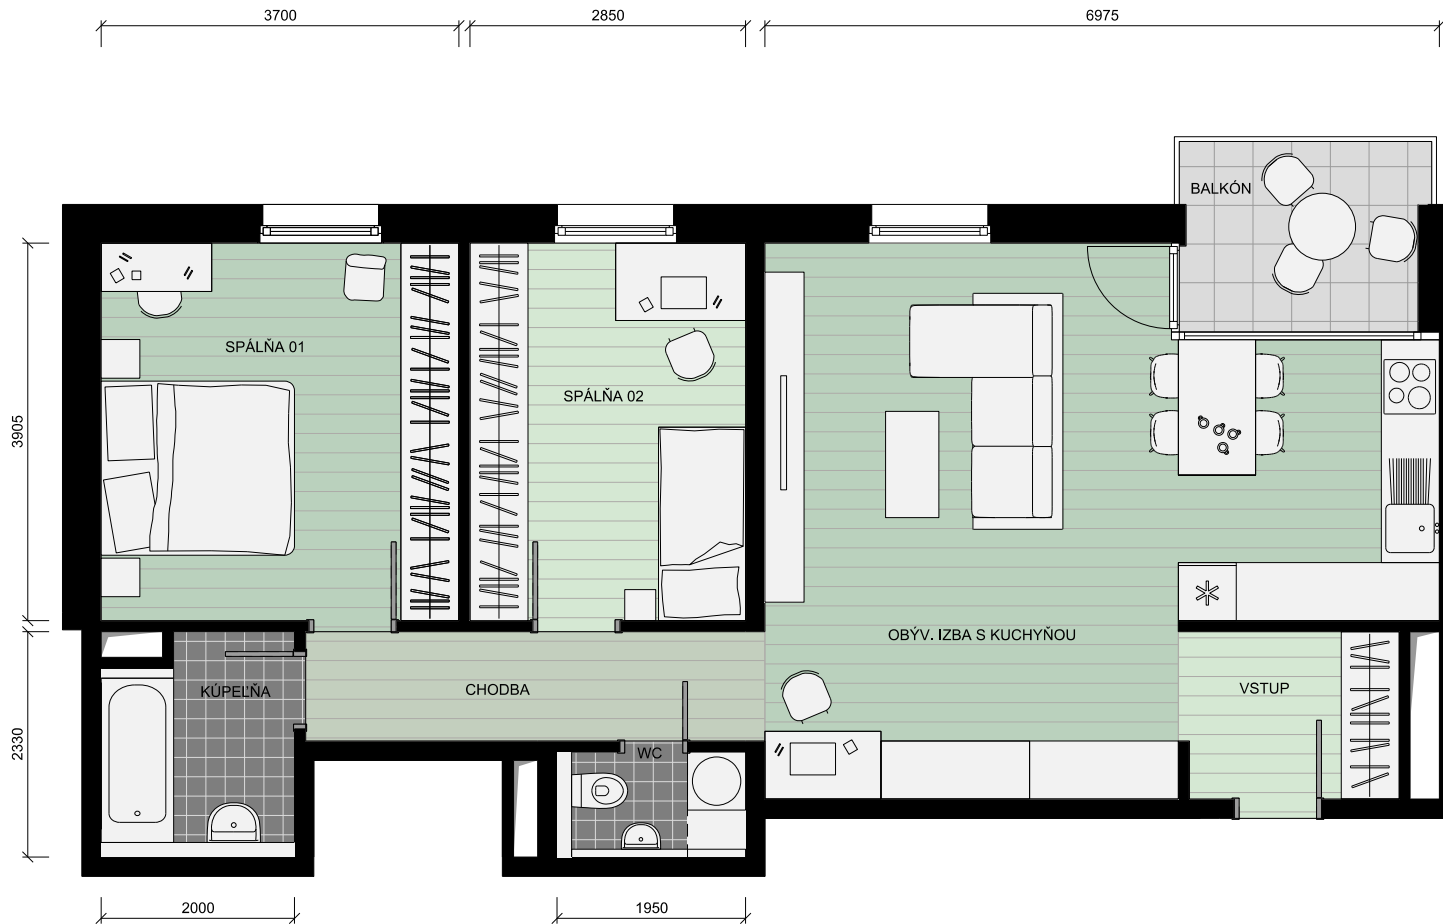 3700
2850
6975
BALKÓN
SPÁLŇA 01
SPÁLŇA 02
3905
OBÝV. IZBA S KUCHYŇOU
KÚPEĽŇA
CHODBA
VSTUP
WC
2330
2000
1950